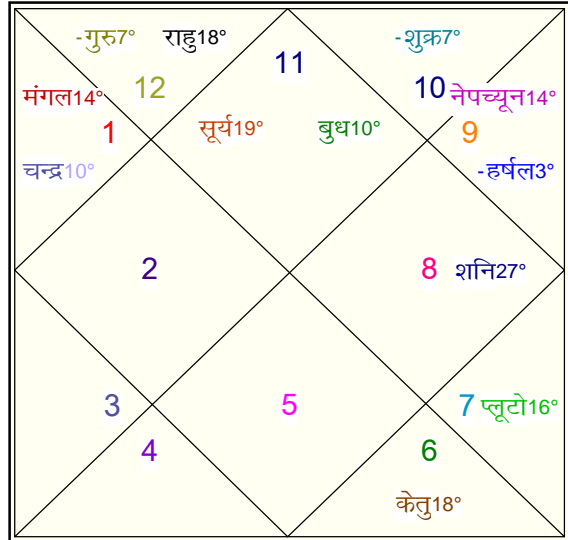 -गुरु7° राहु18°
11
-शुक्र7°
12
10 नेपच्यून14°
मंगल14°
1
सूर्य19°
बुध10°
9
चन्द्र10°
-हर्षल3°
2
8 शनि27°
3
5
7 प्लूटो16°
4
6
केतु18°